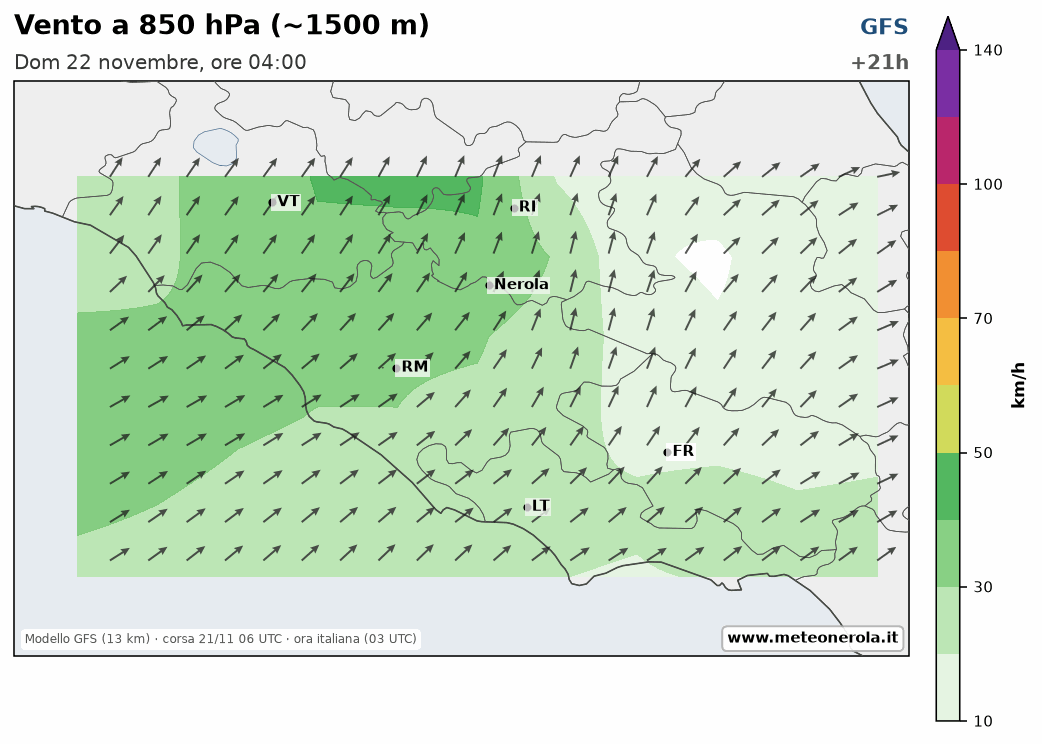 Vento a 850 hPa (~1500 m)
GFS
Dom 22 novembre, ore 04:00
+21h
VT
RI
Nerola
RM
FR
LT
140
100
70
50
30
10
km/h
Modello GFS (13 km) · corsa 21/11 06 UTC · ora italiana (03 UTC)
www.meteonerola.it